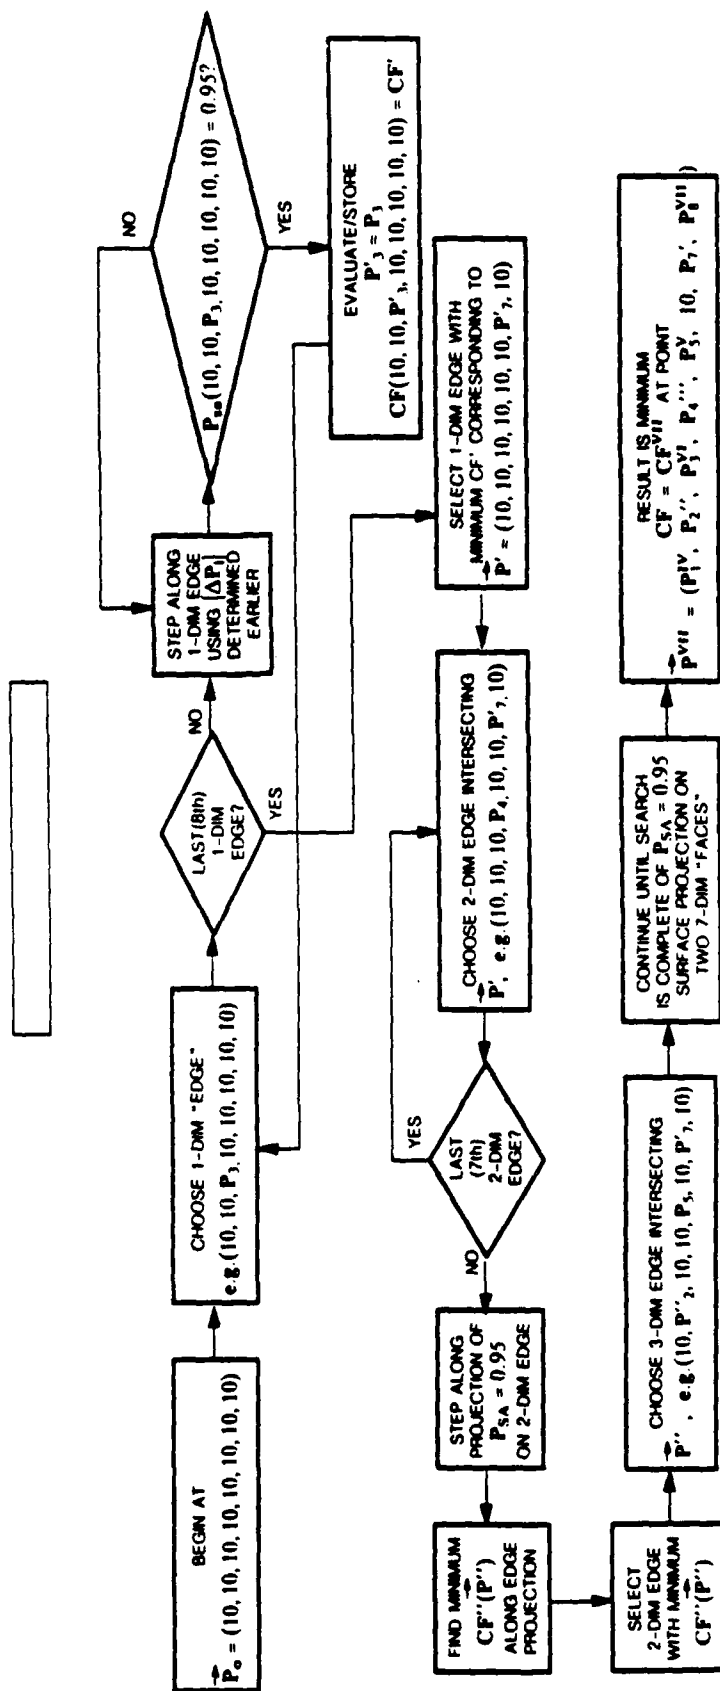 BEGIN AT
P₀ = (10, 10, 10, 10, 10, 10, 10, 10)
CHOOSE 1-DIM "EDGE"
e.g.(10, 10, P₃, 10, 10, 10, 10, 10)
LAST(8th)
1-DIM
EDGE?
NO
YES
STEP ALONG
1-DIM EDGE
USING |ΔPᵢ|
DETERMINED
EARLIER
NO
Pₛₐ(10, 10, P₃, 10, 10, 10, 10, 10) = 0.95?
YES
EVALUATE/STORE
P'₃ = P₃
CF(10, 10, P'₃, 10, 10, 10, 10, 10) = CF'
SELECT 1-DIM EDGE WITH
MINIMUM CF' CORRESPONDING TO
P' = (10, 10, 10, 10, 10, 10, P'₇, 10)
CHOOSE 2-DIM EDGE INTERSECTING
P', e.g.(10, 10, 10, P₄, 10, 10, P'₇, 10)
LAST
(7th)
2-DIM
EDGE?
YES
NO
STEP ALONG
PROJECTION OF
P_SA = 0.95
ON 2-DIM EDGE
FIND MINIMUM
CF''(P'')
ALONG EDGE
PROJECTION
SELECT
2-DIM EDGE
WITH MINIMUM
CF''(P'')
CHOOSE 3-DIM EDGE INTERSECTING
P'', e.g.(10, P''₂, 10, 10, P₅, 10, P'₇, 10)
CONTINUE UNTIL SEARCH
IS COMPLETE OF P_SA = 0.95
SURFACE PROJECTION ON
TWO 7-DIM "FACES"
RESULT IS MINIMUM
CF = CF^VII AT POINT
P^VII = (P₁^IV, P₂'', P₃^VI, P₄''', P₅^V, 10, P₇', P₈^VII)